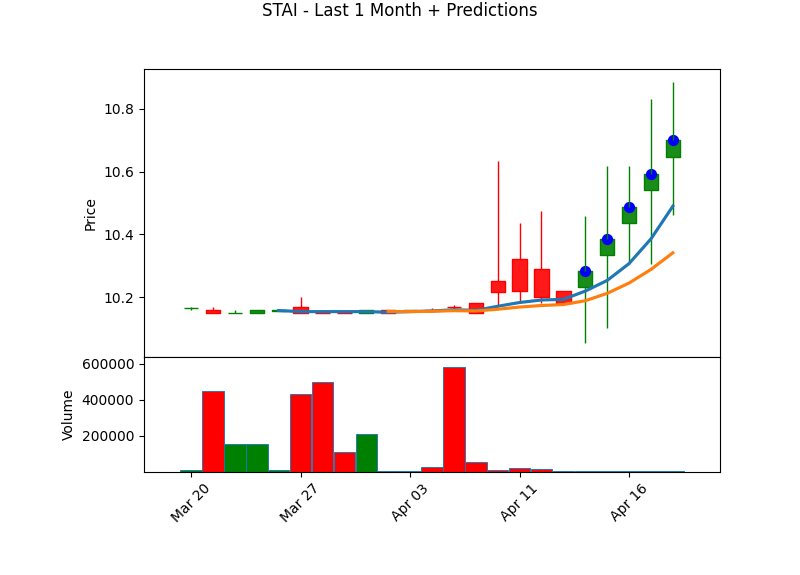 STAI - Last 1 Month + Predictions
10.8
10.6
10.4
10.2
Price
600000
400000
200000
Volume
Mar 20
Mar 27
Apr 03
Apr 11
Apr 16